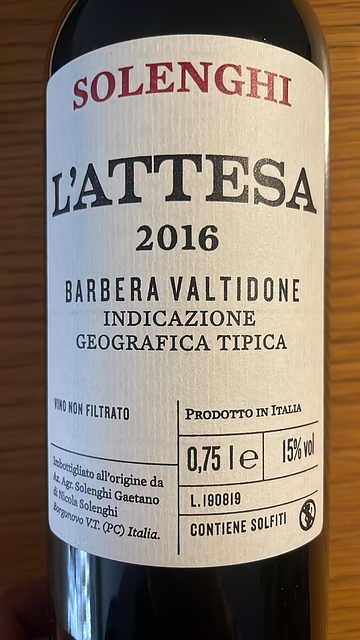 SOLENGHI
L'ATTESA
2016
BARBERA VALTIDONE
INDICAZIONE
GEOGRAFICA TIPICA
VINO NON FILTRATO
Imbottigliato all'origine da
Az. Agr. Solenghi Gaetano
di Nicola Solenghi
Borgonovo V.T. (PC) Italia.
PRODOTTO IN ITALIA
0,75 l e
15% vol
L.190819
CONTIENE SOLFITI